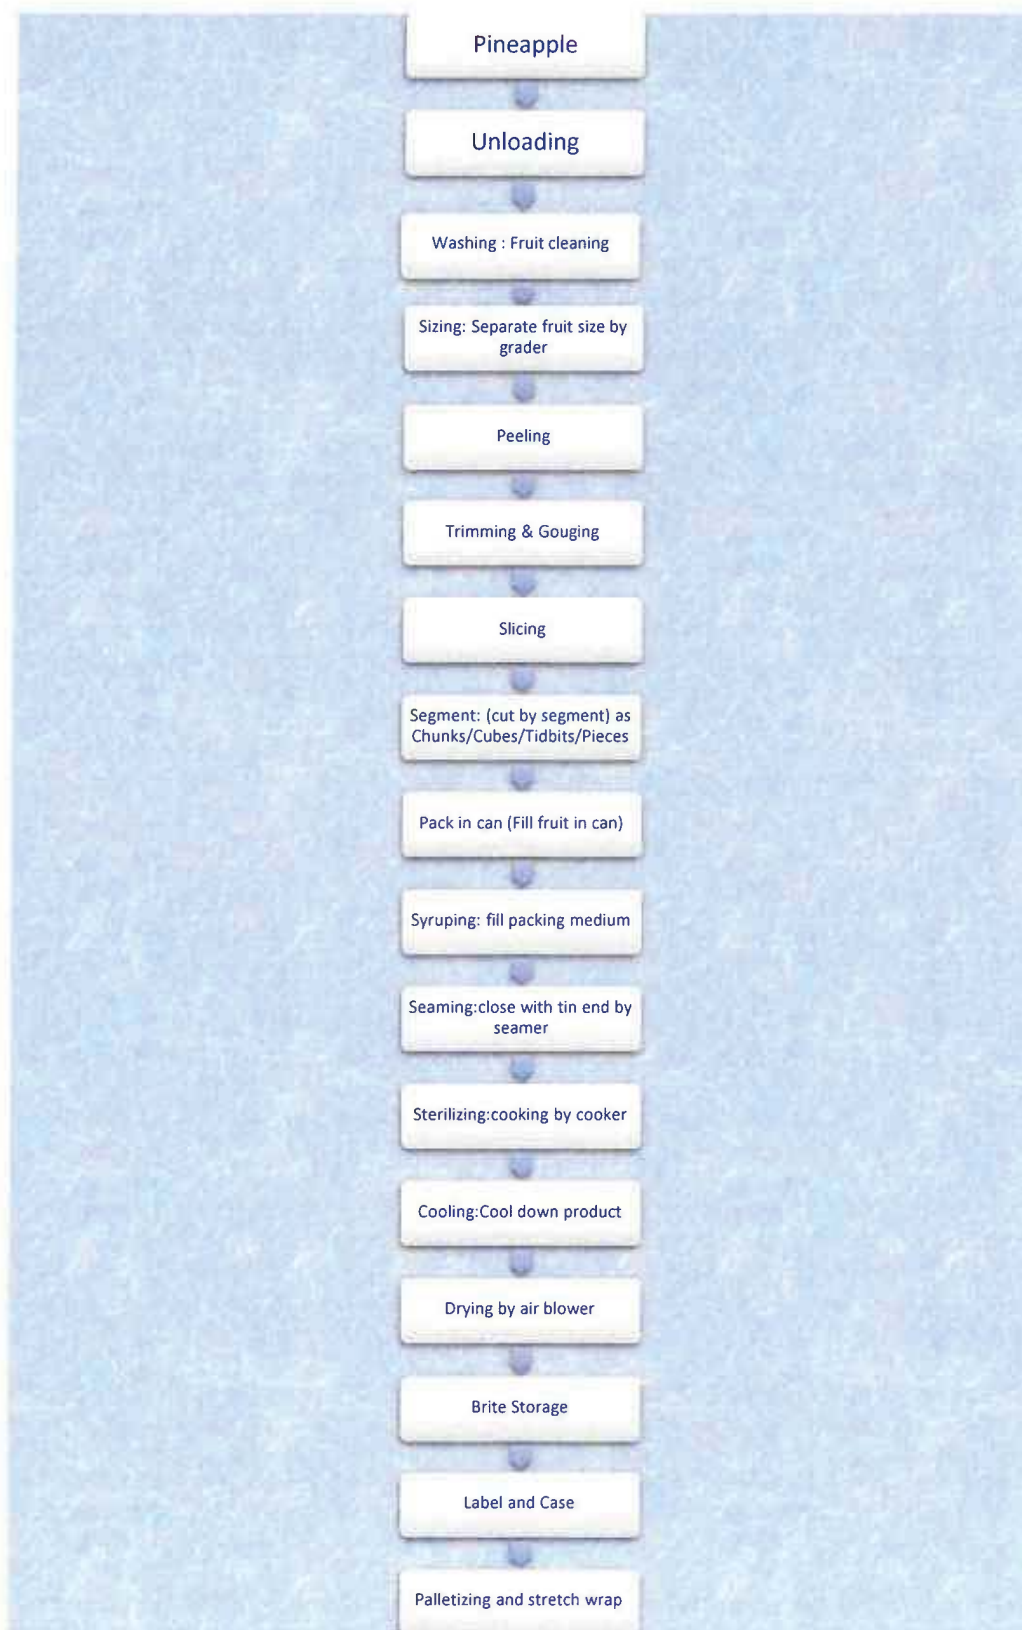 Pineapple
Unloading
Washing : Fruit cleaning
Sizing: Separate fruit size by
grader
Peeling
Trimming & Gouging
Slicing
Segment: (cut by segment) as
Chunks/Cubes/Tidbits/Pieces
Pack in can (Fill fruit in can)
Syruping: fill packing medium
Seaming:close with tin end by
seamer
Sterilizing:cooking by cooker
Cooling:Cool down product
Drying by air blower
Brite Storage
Label and Case
Palletizing and stretch wrap